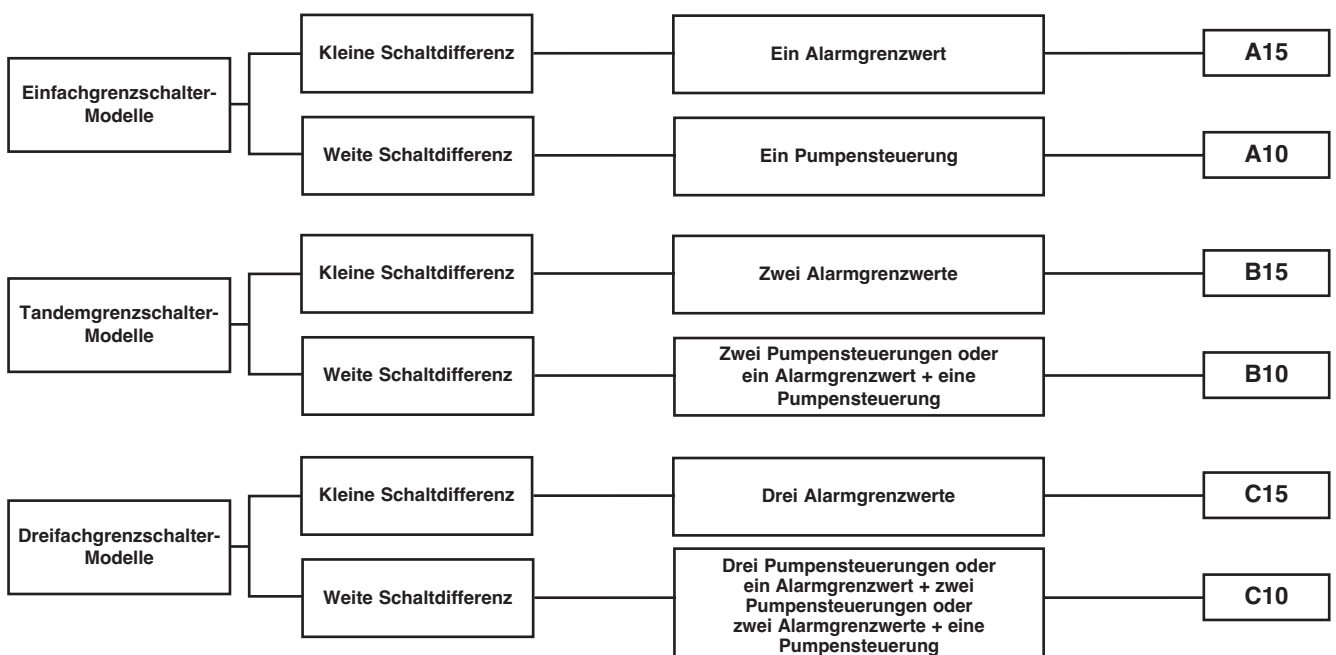 Einfachgrenzschalter-
Modelle
Kleine Schaltdifferenz
Ein Alarmgrenzwert
A15
Weite Schaltdifferenz
Ein Pumpensteuerung
A10
Tandemgrenzschalter-
Modelle
Kleine Schaltdifferenz
Zwei Alarmgrenzwerte
B15
Weite Schaltdifferenz
Zwei Pumpensteuerungen oder
ein Alarmgrenzwert + eine
Pumpensteuerung
B10
Dreifachgrenzschalter-
Modelle
Kleine Schaltdifferenz
Drei Alarmgrenzwerte
C15
Weite Schaltdifferenz
Drei Pumpensteuerungen oder
ein Alarmgrenzwert + zwei
Pumpensteuerungen oder
zwei Alarmgrenzwerte + eine
Pumpensteuerung
C10